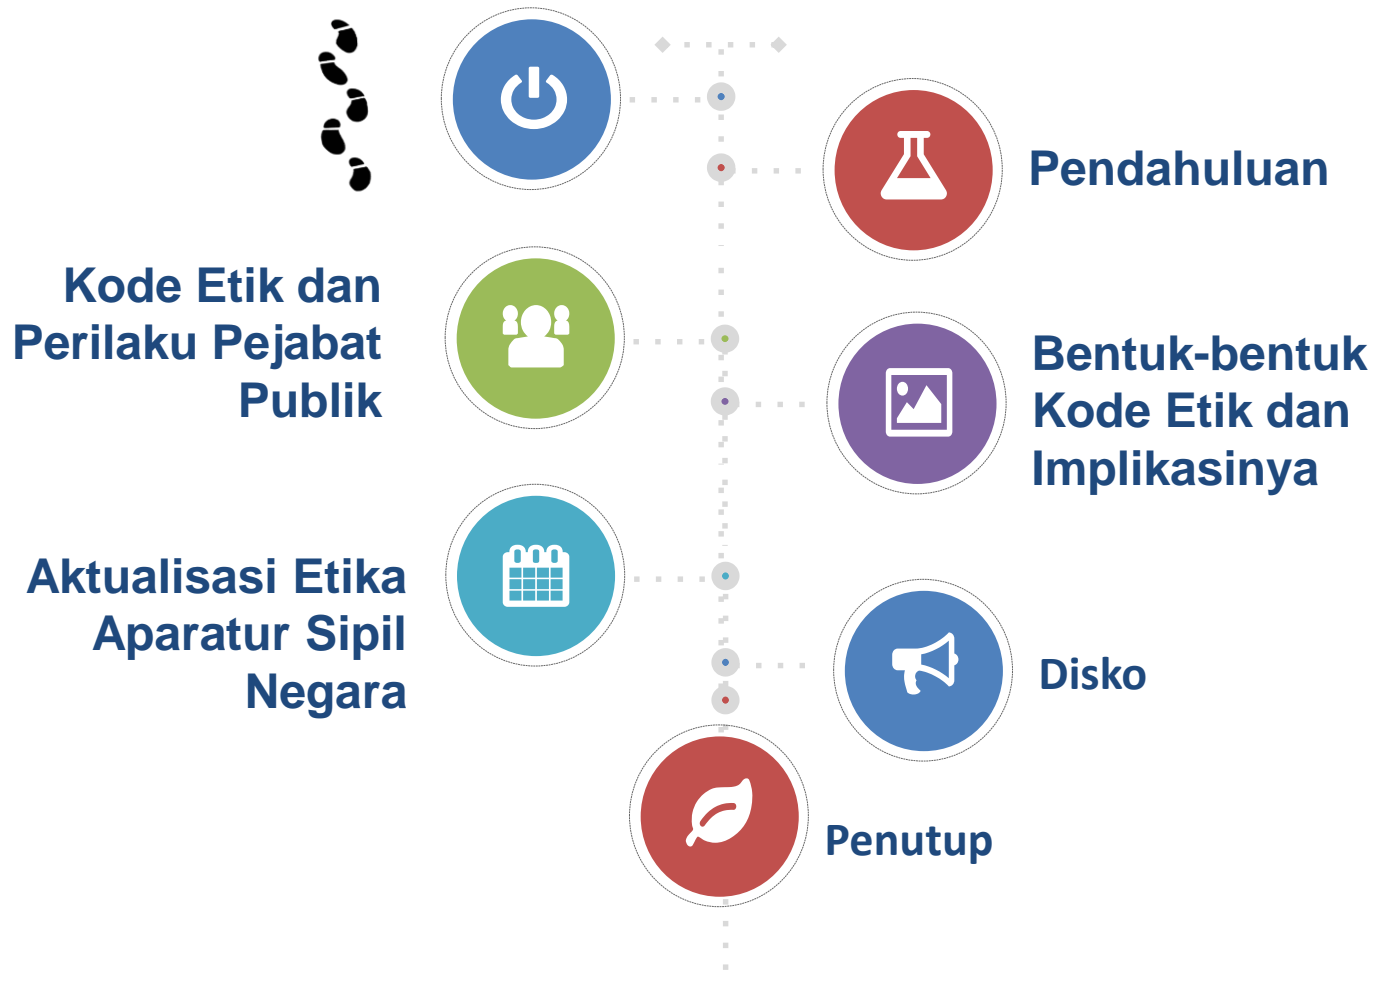 Pendahuluan
Kode Etik dan
Perilaku Pejabat
Publik
Bentuk-bentuk
Kode Etik dan
Implikasinya
Aktualisasi Etika
Aparatur Sipil
Negara
Disko
Penutup